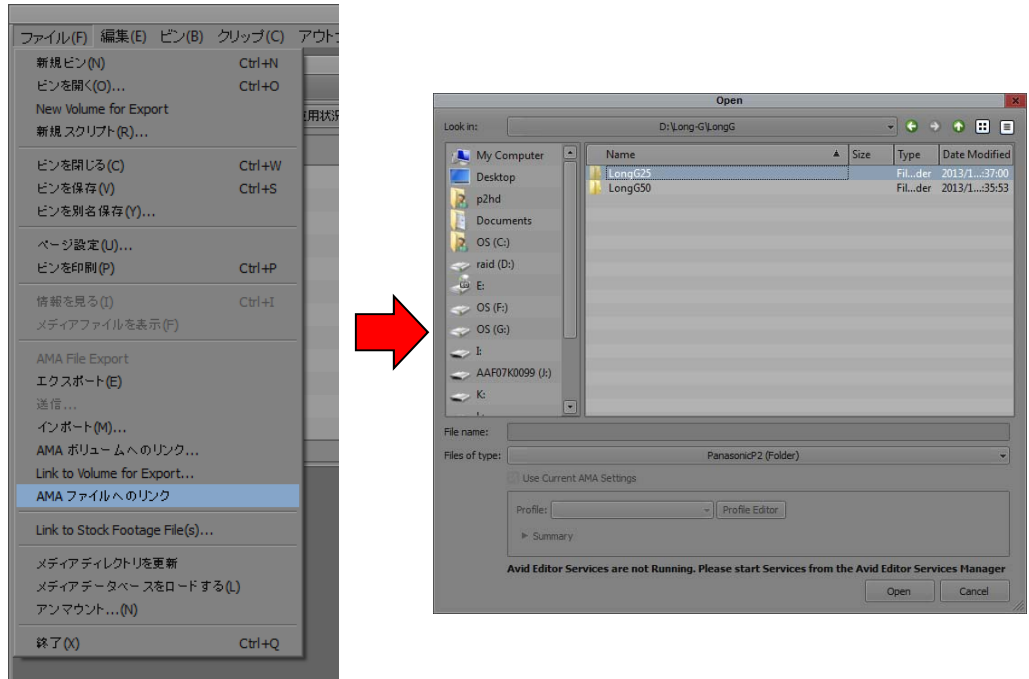 ファイル(F) 編集(E) ビン(B) クリップ(C)
新規ビン(N) Ctrl+N
ビンを開く(O)... Ctrl+O
New Volume for Export
新規スクリプト(R)...
ビンを閉じる(C) Ctrl+W
ビンを保存(V) Ctrl+S
ビンを別名保存(Y)...
ページ設定(U)...
ビンを印刷(P) Ctrl+P
情報を見る(I) Ctrl+I
メディアファイルを表示(F)
AMA File Export
エクスポート(E)
送信...
インポート(M)...
AMA ボリュームへのリンク...
Link to Volume for Export...
AMA ファイルへのリンク
Link to Stock Footage File(s)...
メディアディレクトリを更新
メディアデータベースをロードする(L)
アンマウント...(N)
終了(X) Ctrl+Q
Open
Look in: D:\Long-G\LongG
My Computer
Desktop
p2hd
Documents
OS (C:)
raid (D:)
E:
OS (F:)
OS (G:)
I:
AAF07K0099 (J:)
K:
Name Size Type Date Modified
LongG25 Fil...der 2013/1...:37:00
LongG50 Fil...der 2013/1...:35:53
File name:
Files of type: PanasonicP2 (Folder)
Use Current AMA Settings
Profile: Profile Editor
Summary
Avid Editor Services are not Running. Please start Services from the Avid Editor Services Manager
Open Cancel